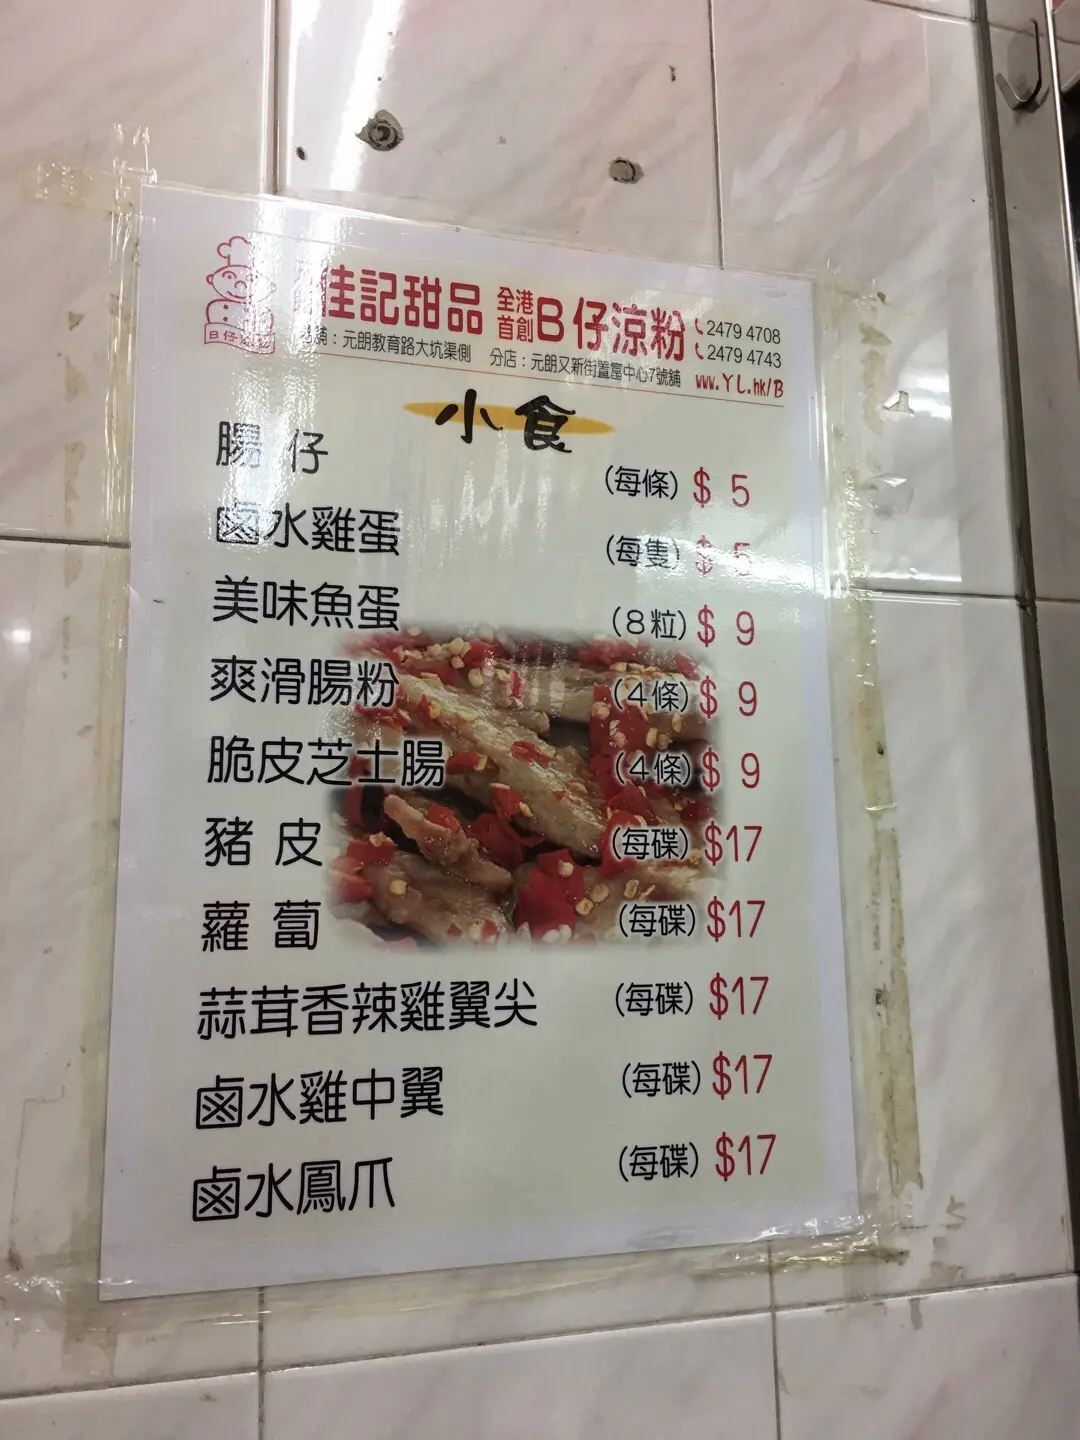 佳記甜品 全港首創 B仔涼粉 2479 4708
2479 4743
舖：元朗教育路大坑渠側 分店：元朗又新街置富中心7號舖 www.YL.hk/B
小食
腸仔 (每條) $ 5
鹵水雞蛋 (每隻) $ 5
美味魚蛋 (8粒) $ 9
爽滑腸粉 (4條) $ 9
脆皮芝士腸 (4條) $ 9
豬皮 (每碟) $17
蘿蔔 (每碟) $17
蒜茸香辣雞翼尖 (每碟) $17
鹵水雞中翼 (每碟) $17
鹵水鳳爪 (每碟) $17